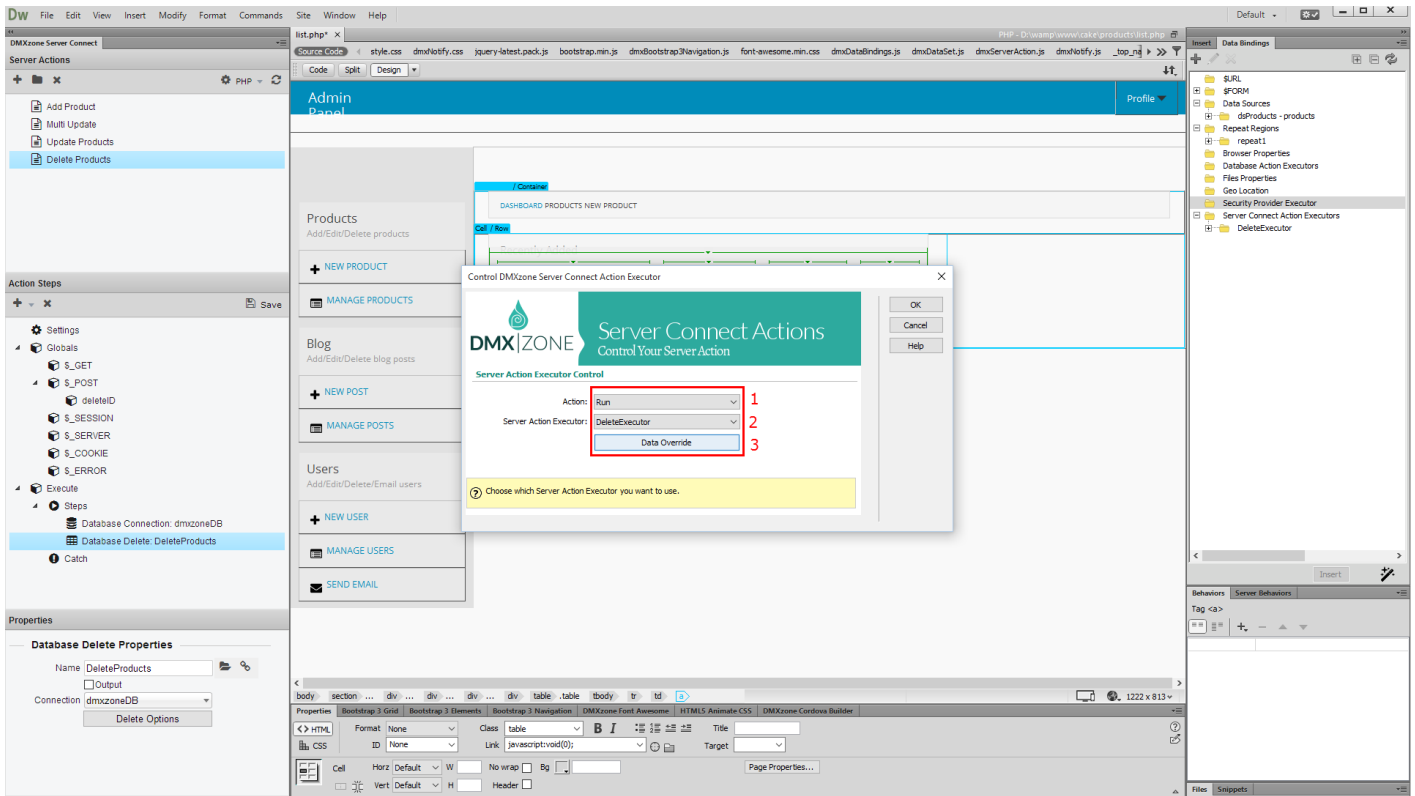 Dw File Edit View Insert Modify Format Commands Site Window Help
Default
DMXzone Server Connect
Server Actions
PHP
Add Product
Multi Update
Update Products
Delete Products
Action Steps
Save
Settings
Globals
$_GET
$_POST
deleteID
$_SESSION
$_SERVER
$_COOKIE
$_ERROR
Execute
Steps
Database Connection: dmxzoneDB
Database Delete: DeleteProducts
Catch
Properties
Database Delete Properties
Name DeleteProducts
Output
Connection dmxzoneDB
Delete Options
list.php* ×
PHP - D:\wamp\www\cake\products\list.php
Source Code style.css dmxNotify.css jquery-latest.pack.js bootstrap.min.js dmxBootstrap3Navigation.js font-awesome.min.css dmxDataBindings.js dmxDataSet.js dmxServerAction.js dmxNotify.js
Code Split Design
Admin
Panel
Profile
/ Container
DASHBOARD PRODUCTS NEW PRODUCT
Cell / Row
Products
Add/Edit/Delete products
NEW PRODUCT
MANAGE PRODUCTS
Blog
Add/Edit/Delete blog posts
NEW POST
MANAGE POSTS
Users
Add/Edit/Delete/Email users
NEW USER
MANAGE USERS
SEND EMAIL
Control DMXzone Server Connect Action Executor
DMX|ZONE
Server Connect Actions
Control Your Server Action
OK
Cancel
Help
Server Action Executor Control
Action: Run 1
Server Action Executor: DeleteExecutor 2
Data Override 3
Choose which Server Action Executor you want to use.
body section ... div ... div ... div ... div table .table tbody tr td a
1222 x 813
Properties Bootstrap 3 Grid Bootstrap 3 Elements Bootstrap 3 Navigation DMXzone Font Awesome HTML5 Animate CSS DMXZone Cordova Builder
<> HTML Format None Class table B I Title
CSS ID None Link javascript:void(0); Target
Cell Horz Default W No wrap Bg Page Properties...
Vert Default H Header
Insert Data Bindings
$URL
$FORM
Data Sources
dsProducts - products
Repeat Regions
repeat1
Browser Properties
Database Action Executors
Files Properties
Geo Location
Security Provider Executor
Server Connect Action Executors
DeleteExecutor
Insert
Behaviors Server Behaviors
Tag <a>
Files Snippets